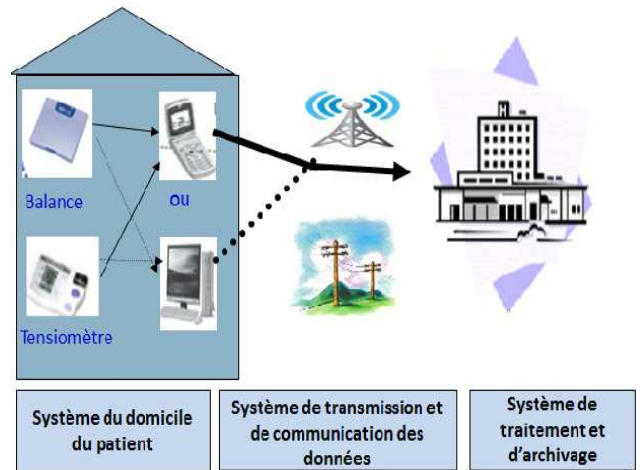 Balance
ou
Tensiomètre
Système du domicile
du patient
Système de transmission et
de communication des
données
Système de
traitement et
d'archivage